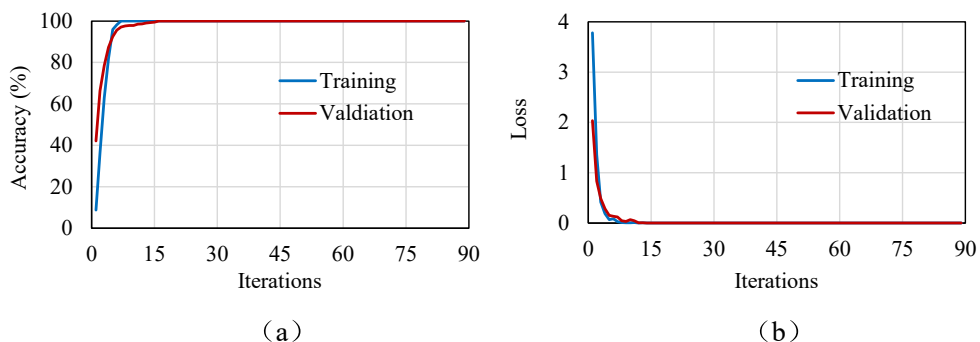 100
80
60
40
20
0
Accuracy (%)
Training
Valdiation
0 15 30 45 60 75 90
Iterations
(a)
4
3
2
1
0
Loss
Training
Validation
0 15 30 45 60 75 90
Iterations
(b)